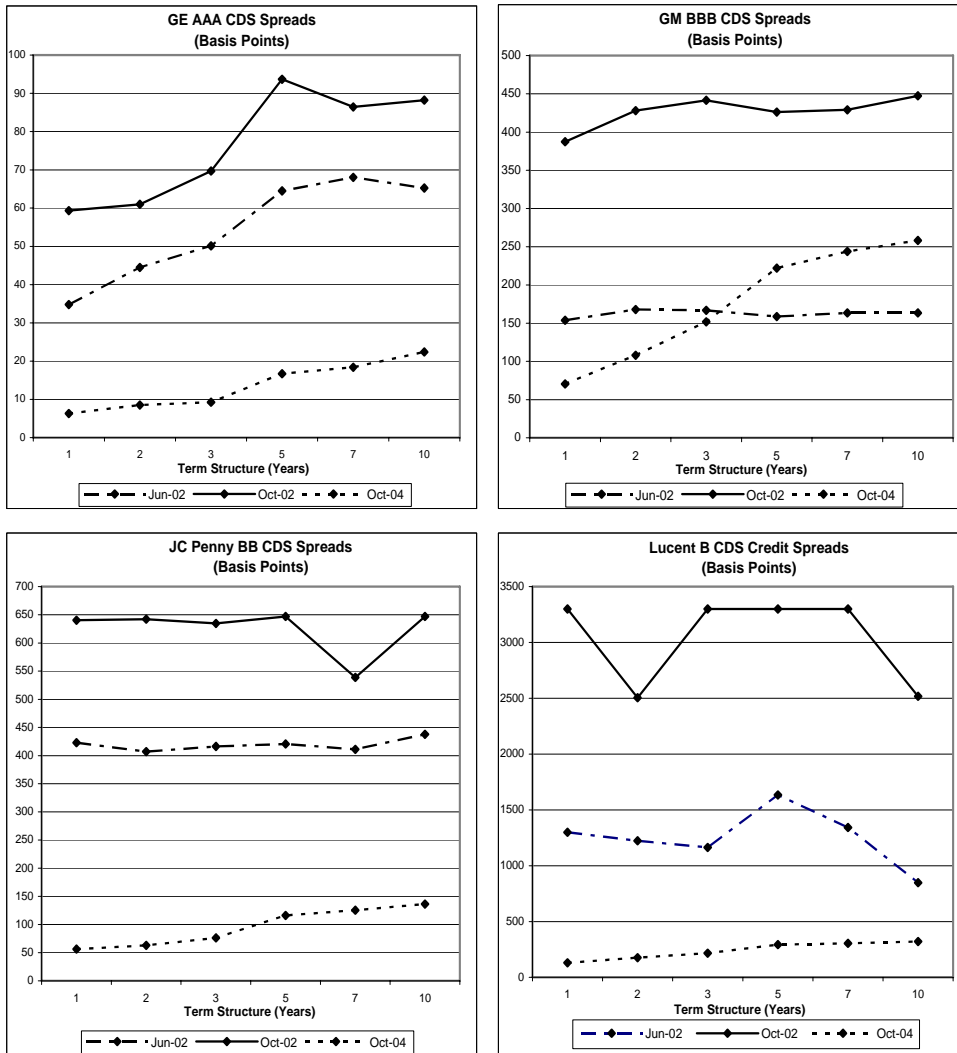 GE AAA CDS Spreads
(Basis Points)
100
90
80
70
60
50
40
30
20
10
0
1 2 3 5 7 10
Term Structure (Years)
Jun-02 Oct-02 Oct-04
GM BBB CDS Spreads
(Basis Points)
500
450
400
350
300
250
200
150
100
50
0
1 2 3 5 7 10
Term Structure (Years)
Jun-02 Oct-02 Oct-04
JC Penny BB CDS Spreads
(Basis Points)
700
650
600
550
500
450
400
350
300
250
200
150
100
50
0
1 2 3 5 7 10
Term Structure (Years)
Jun-02 Oct-02 Oct-04
Lucent B CDS Credit Spreads
(Basis Points)
3500
3000
2500
2000
1500
1000
500
0
1 2 3 5 7 10
Term Structure (Years)
Jun-02 Oct-02 Oct-04